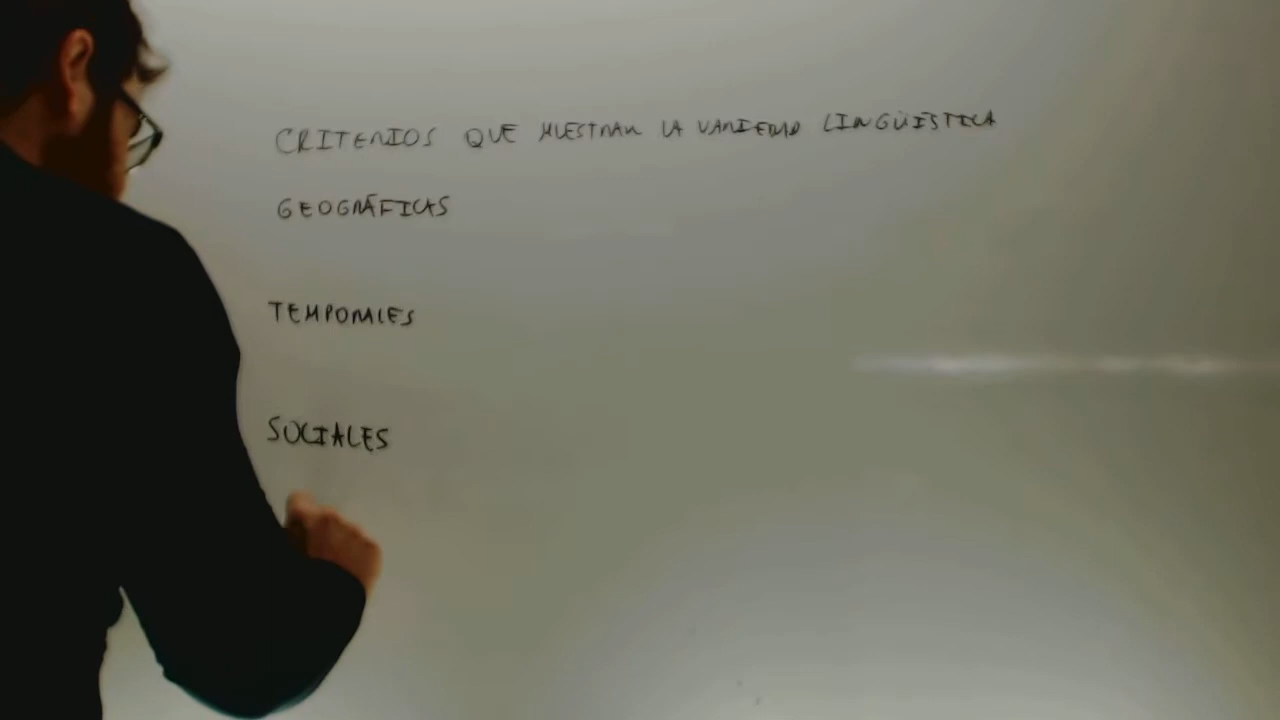 CRITERIOS QUE MUESTRAN LA VARIEDAD LINGÜÍSTICA
GEOGRÁFICAS
TEMPORALES
SOCIALES